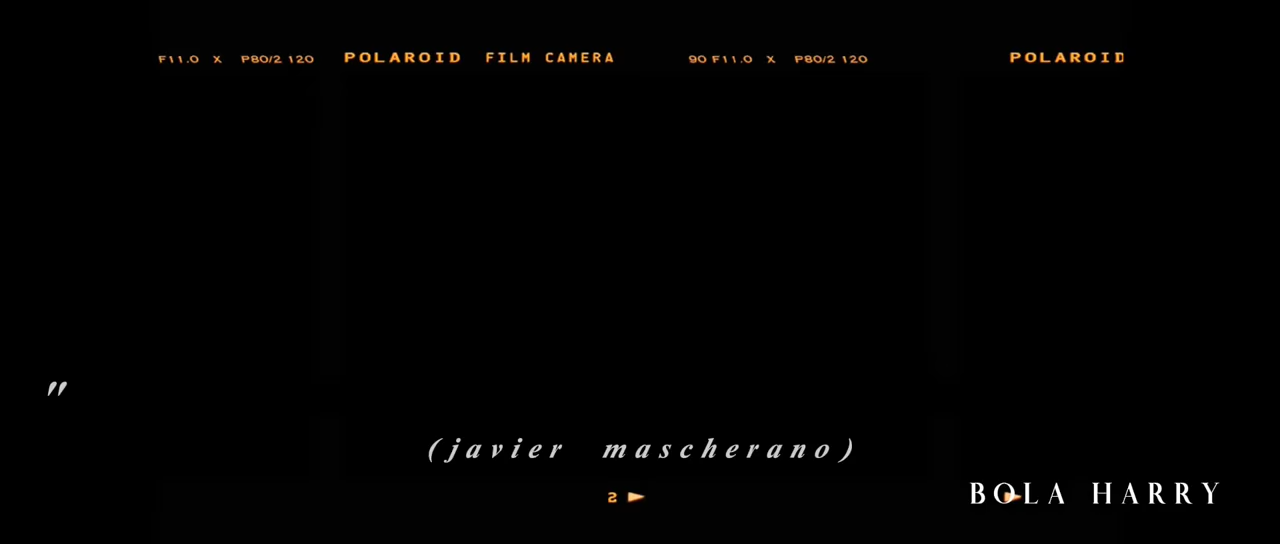 F11.0 X P80/2 120 POLAROID FILM CAMERA 90 F11.0 X P80/2 120 POLAROID
"
(javier mascherano)
2
BOLA HARRY